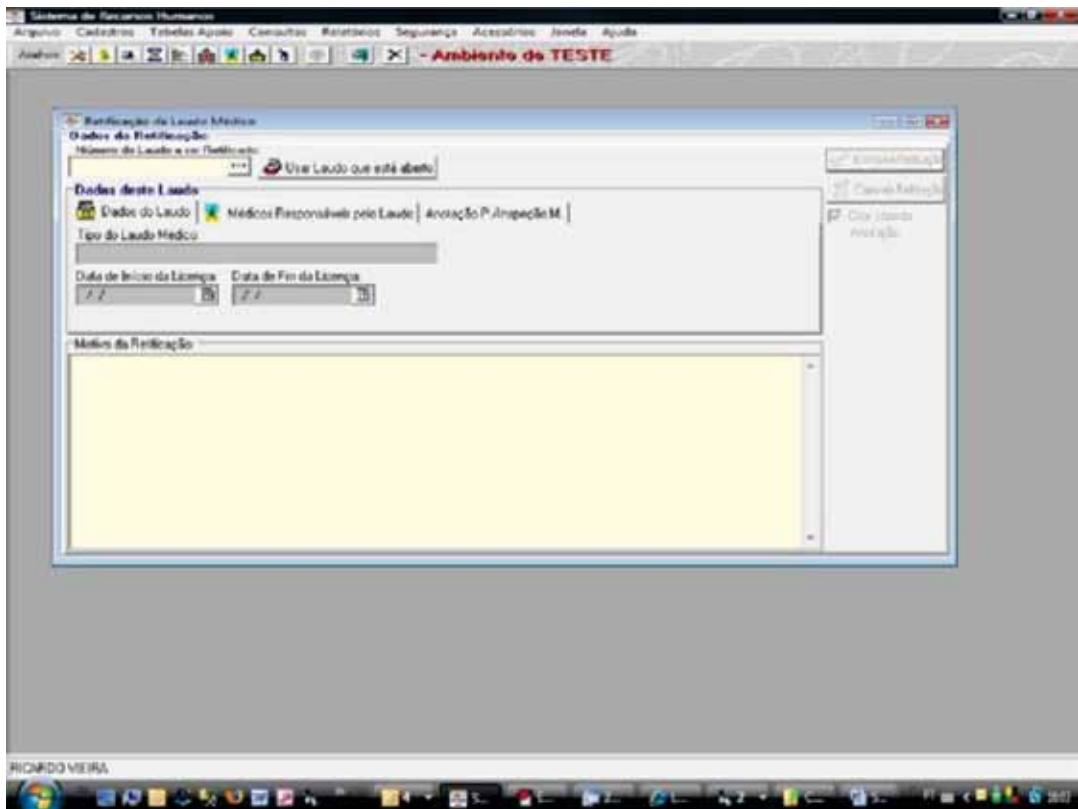 Sistema de Recursos Humanos
Arquivo Cadastros Tabelas Apoio Consultas Relatórios Segurança Acessórios Janela Ajuda
- Ambiente de TESTE
Retificação de Laudo Médico
Dados da Retificação
Número do Laudo a ser Retificado
Usar Laudo que está aberto
Dados deste Laudo
Dados do Laudo Médicos Responsáveis pelo Laudo Anotação P/Inspeção M.
Tipo do Laudo Médico
Data de Início da Licença Data de Fim da Licença
/ / / /
Motivo da Retificação
RICARDO VIEIRA
PT